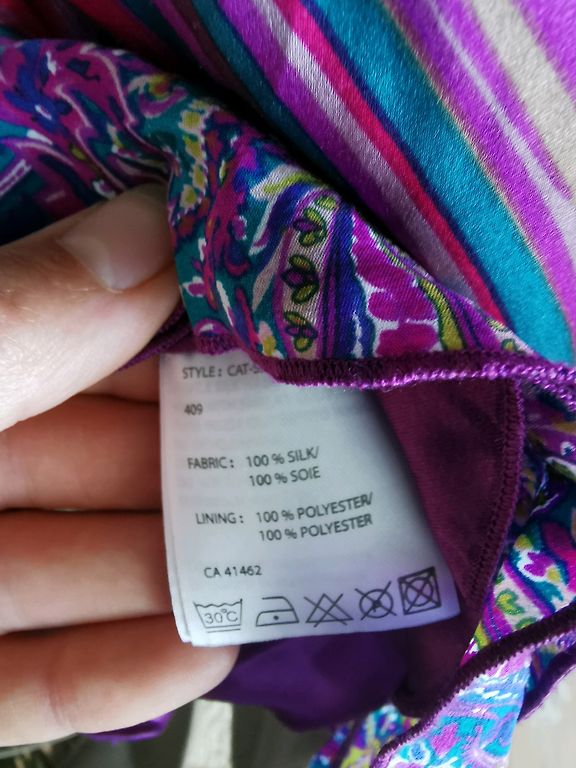 STYLE: CAT-
409
FABRIC: 100 % SILK/
100 % SOIE
LINING: 100 % POLYESTER/
100 % POLYESTER
CA 41462
30°C